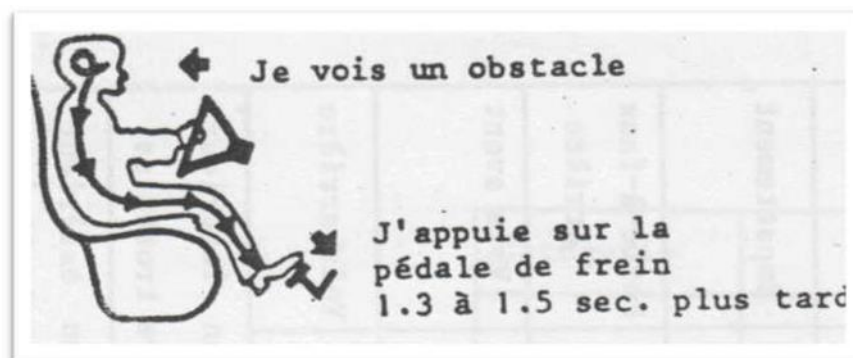 Je vois un obstacle
J'appuie sur la
pédale de frein
1.3 à 1.5 sec. plus tard